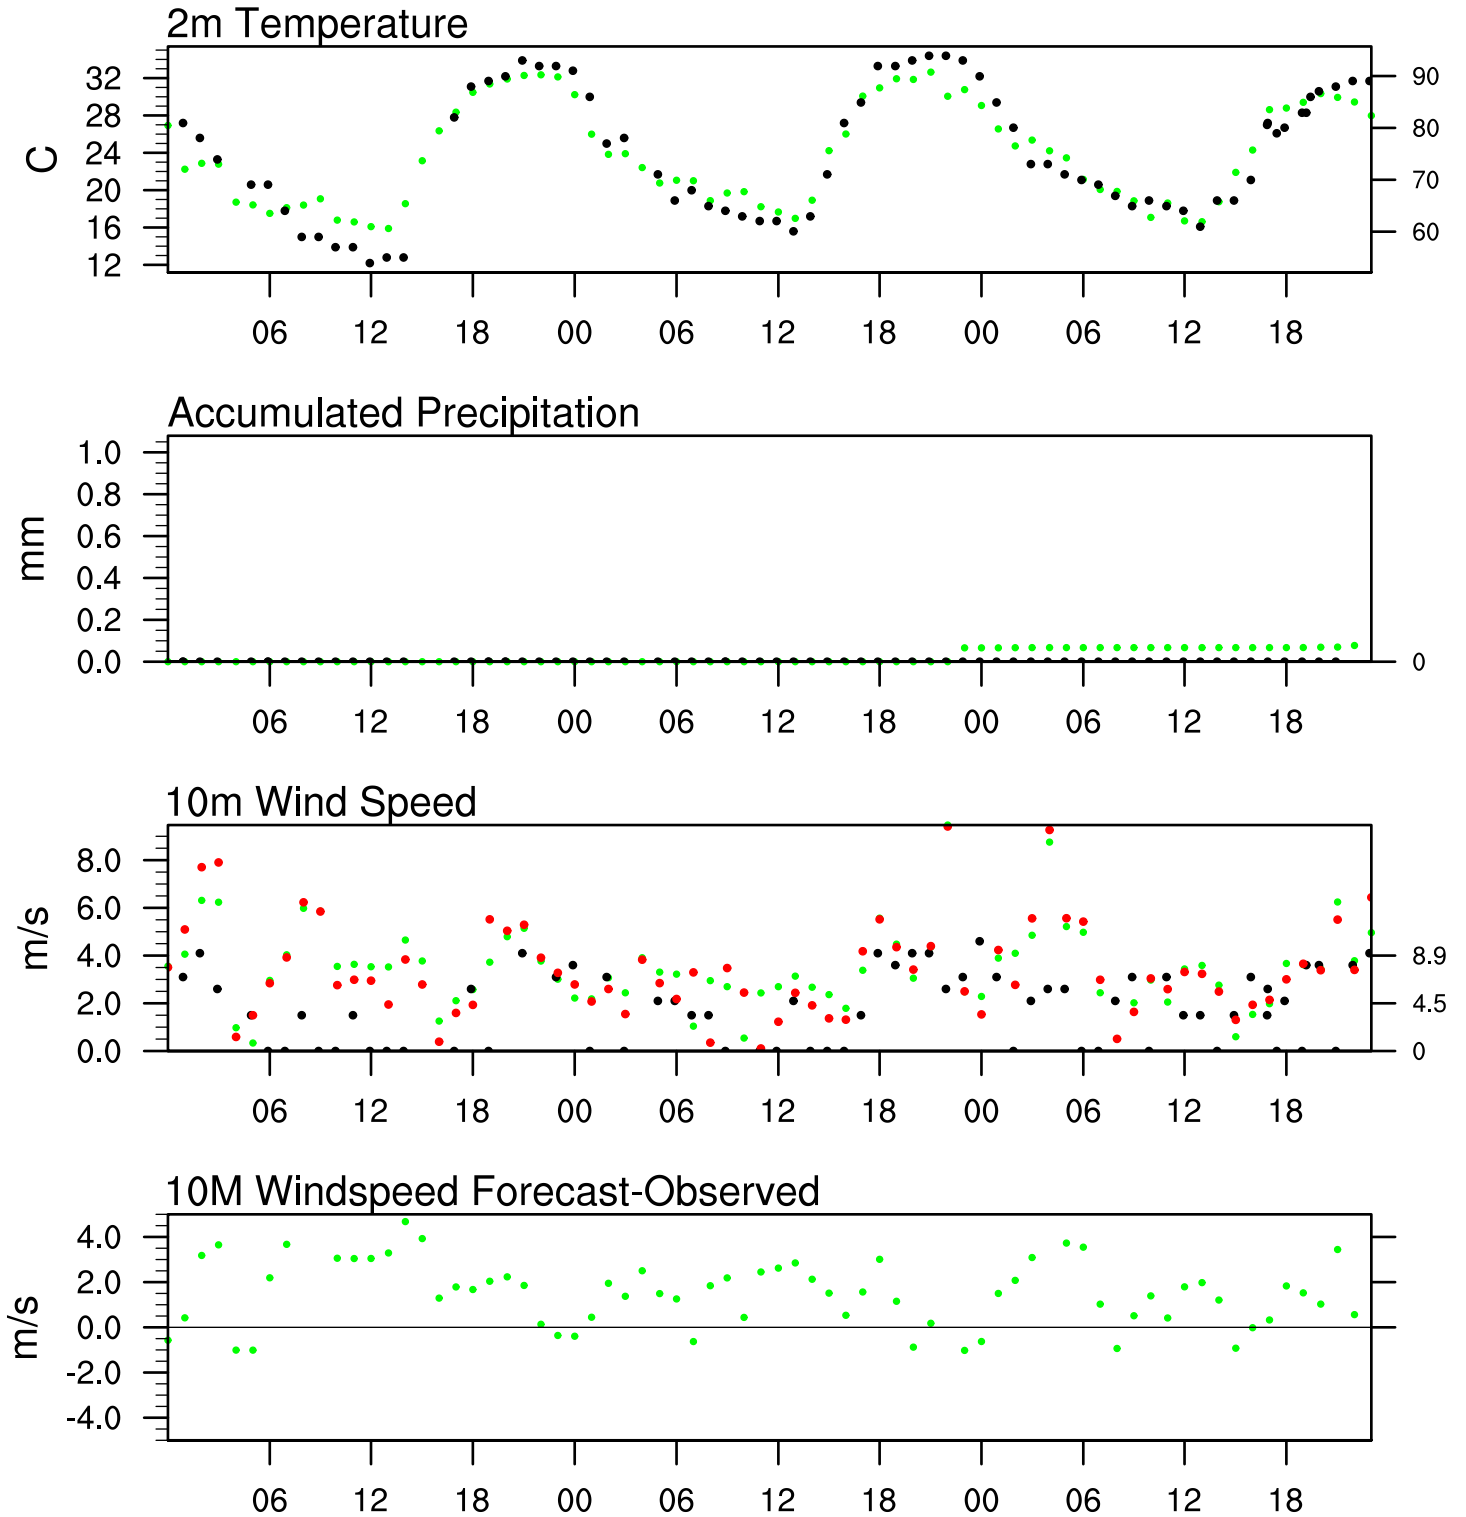 2m Temperature
C
32
28
24
20
16
12
90
80
70
60
06 12 18 00 06 12 18 00 06 12 18
Accumulated Precipitation
mm
1.0
0.8
0.6
0.4
0.2
0.0
0
06 12 18 00 06 12 18 00 06 12 18
10m Wind Speed
m/s
8.0
6.0
4.0
2.0
0.0
8.9
4.5
0
06 12 18 00 06 12 18 00 06 12 18
10M Windspeed Forecast-Observed
m/s
4.0
2.0
0.0
-2.0
-4.0
06 12 18 00 06 12 18 00 06 12 18